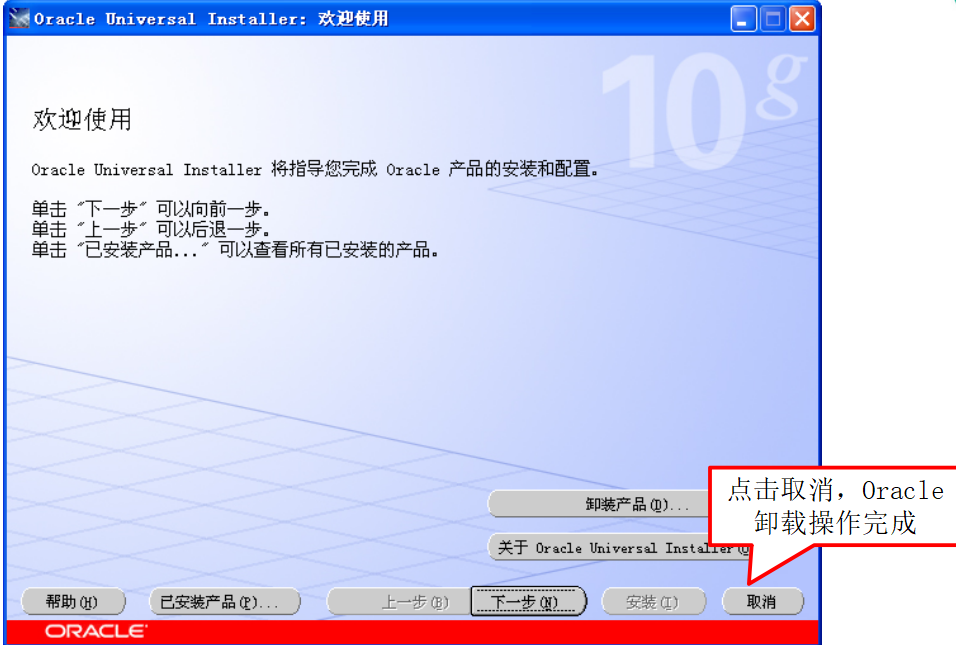 Oracle Universal Installer: 欢迎使用
10g
欢迎使用
Oracle Universal Installer 将指导您完成 Oracle 产品的安装和配置。
单击 "下一步" 可以向前一步。
单击 "上一步" 可以后退一步。
单击 "已安装产品..." 可以查看所有已安装的产品。
卸装产品(D)...
点击取消，Oracle
卸载操作完成
关于 Oracle Universal Installer(O
帮助(H)
已安装产品(P)...
上一步(B)
下一步(N)
安装(I)
取消
ORACLE